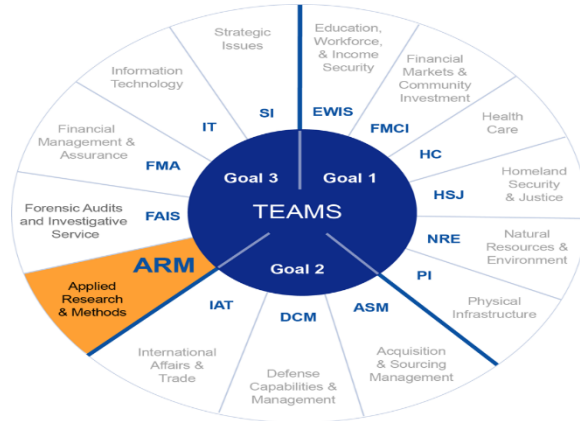 Strategic
Issues
SI
Education,
Workforce,
& Income
Security
EWIS
Financial
Markets &
Community
Investment
FMCI
Health
Care
HC
Homeland
Security
& Justice
HSJ
Natural
Resources &
Environment
NRE
Physical
Infrastructure
PI
Acquisition
& Sourcing
Management
ASM
Defense
Capabilities &
Management
DCM
International
Affairs &
Trade
IAT
Applied
Research
& Methods
ARM
Forensic Audits
and Investigative
Service
FAIS
Financial
Management &
Assurance
FMA
Information
Technology
IT
Goal 3
Goal 1
TEAMS
Goal 2